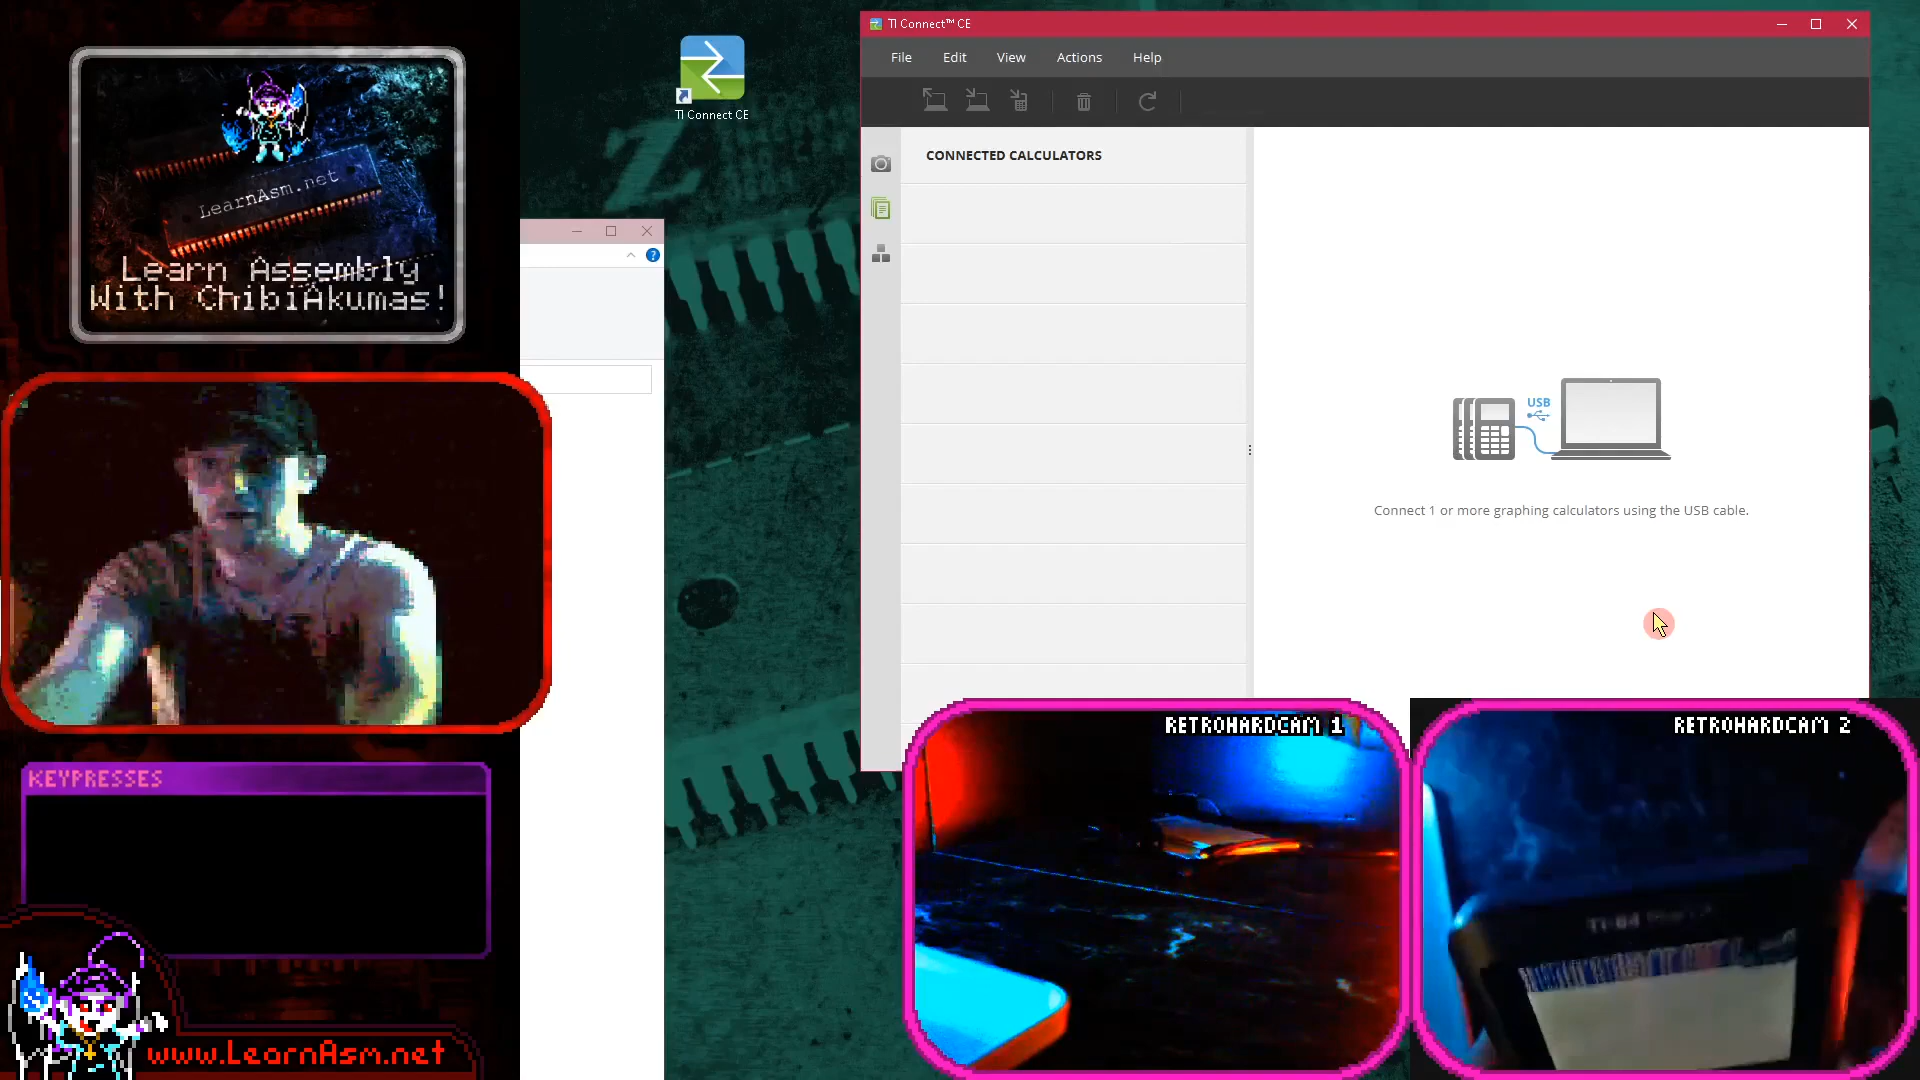 LearnAsm.net
Learn Assembly
With ChibiAkumas!
KEYPRESSES
www.LearnAsm.net
TI Connect CE
TI Connect™ CE
File Edit View Actions Help
CONNECTED CALCULATORS
USB
Connect 1 or more graphing calculators using the USB cable.
RETROHARDCAM 1
RETROHARDCAM 2
TI-84